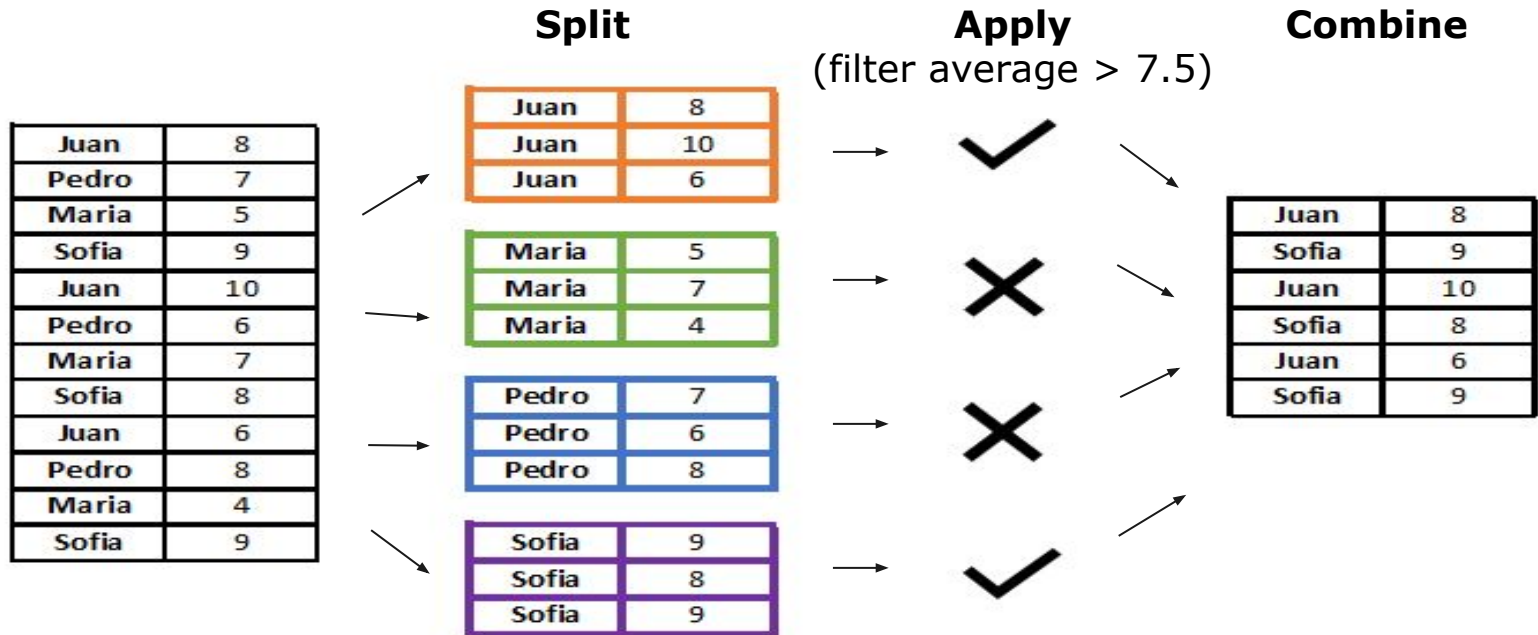 Split
Apply
(filter average > 7.5)
Combine
Juan 8
Pedro 7
Maria 5
Sofia 9
Juan 10
Pedro 6
Maria 7
Sofia 8
Juan 6
Pedro 8
Maria 4
Sofia 9
Juan 8
Juan 10
Juan 6
Maria 5
Maria 7
Maria 4
Pedro 7
Pedro 6
Pedro 8
Sofia 9
Sofia 8
Sofia 9
Juan 8
Sofia 9
Juan 10
Sofia 8
Juan 6
Sofia 9